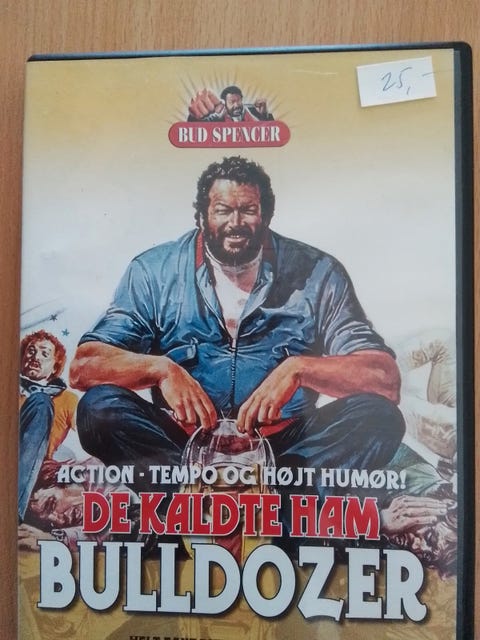 25,-
BUD SPENCER
ACTION - TEMPO OG HØJT HUMØR!
DE KALDTE HAM
BULLDOZER